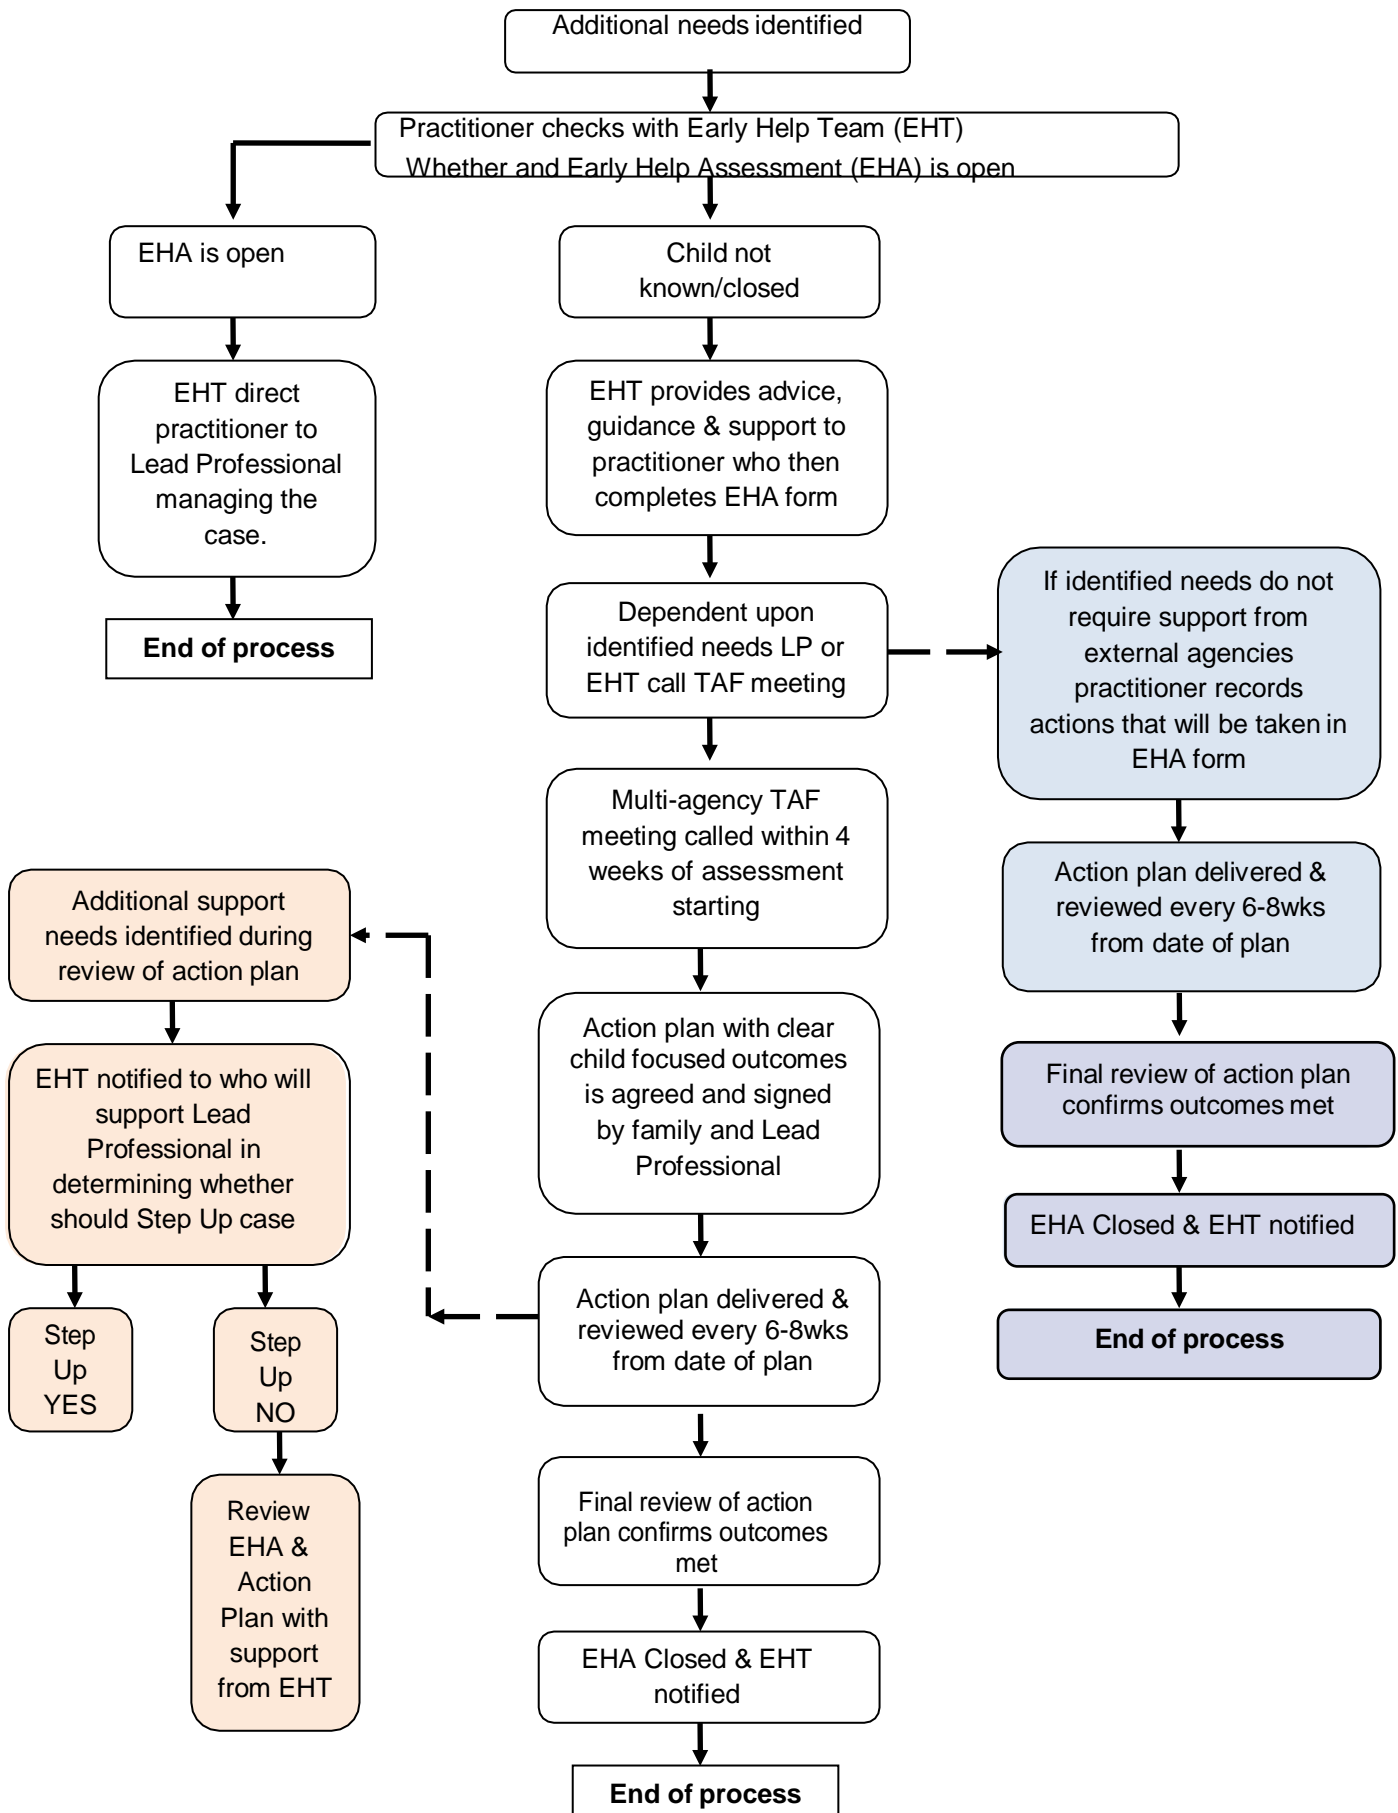 Additional needs identified
Practitioner checks with Early Help Team (EHT)
Whether and Early Help Assessment (EHA) is open
EHA is open
Child not
known/closed
EHT direct
practitioner to
Lead Professional
managing the
case.
End of process
EHT provides advice,
guidance & support to
practitioner who then
completes EHA form
Dependent upon
identified needs LP or
EHT call TAF meeting
If identified needs do not
require support from
external agencies
practitioner records
actions that will be taken in
EHA form
Multi-agency TAF
meeting called within 4
weeks of assessment
starting
Action plan delivered &
reviewed every 6-8wks
from date of plan
Additional support
needs identified during
review of action plan
Action plan with clear
child focused outcomes
is agreed and signed
by family and Lead
Professional
Final review of action plan
confirms outcomes met
EHT notified to who will
support Lead
Professional in
determining whether
should Step Up case
EHA Closed & EHT notified
Action plan delivered &
reviewed every 6-8wks
from date of plan
End of process
Step
Up
YES
Step
Up
NO
Final review of action
plan confirms outcomes
met
Review
EHA &
Action
Plan with
support
from EHT
EHA Closed & EHT
notified
End of process